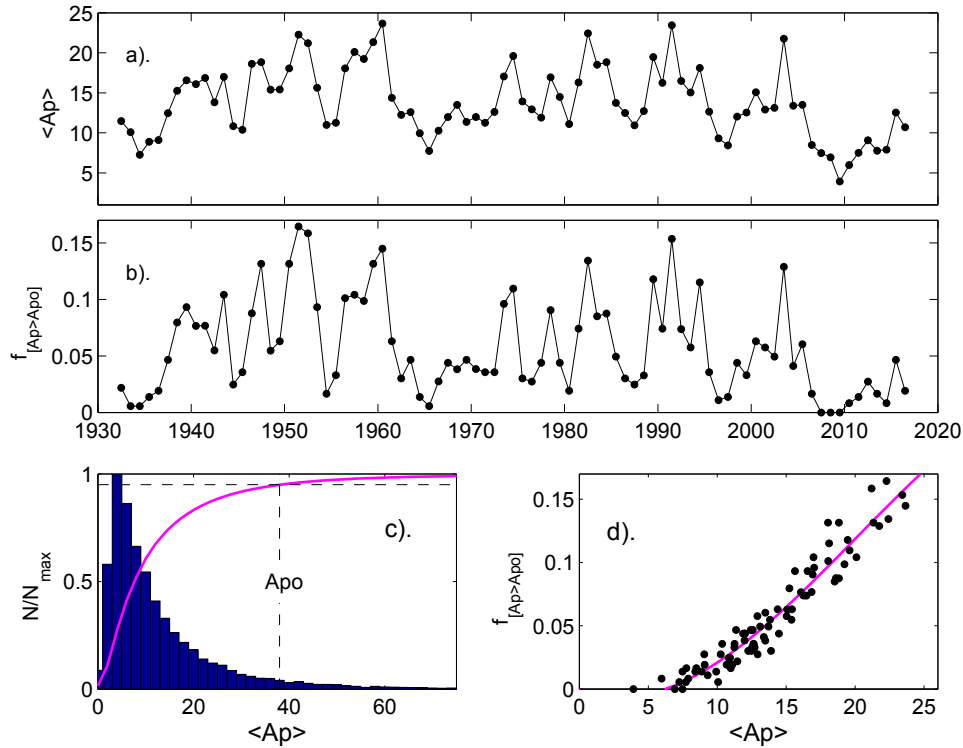 25
20
15
10
5
<Ap>
a).
0.15
0.1
0.05
0
f[Ap>Apo]
b).
1930 1940 1950 1960 1970 1980 1990 2000 2010 2020
1
0.5
0
N/Nmax
c).
Apo
0 20 40 60
<Ap>
0.15
0.1
0.05
0
f[Ap>Apo]
d).
0 5 10 15 20 25
<Ap>